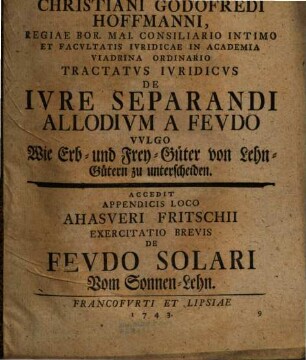 CHRISTIANI GODOFREDI
HOFFMANNI,
REGIAE BOR. MAI. CONSILIARIO INTIMO
ET FACVLTATIS IVRIDICAE IN ACADEMIA
VIADRINA ORDINARIO
TRACTATVS IVRIDICVS
DE
IVRE SEPARANDI
ALLODIVM A FEVDO
VVLGO
Wie Erb- und Frey-Güter von Lehn-
Gütern zu unterscheiden.
ACCEDIT
APPENDICIS LOCO
AHASVERI FRITSCHII
EXERCITATIO BREVIS
DE
FEVDO SOLARI
Vom Sonnen-Lehn.
FRANCOFVRTI ET LIPSIAE
1743. 9